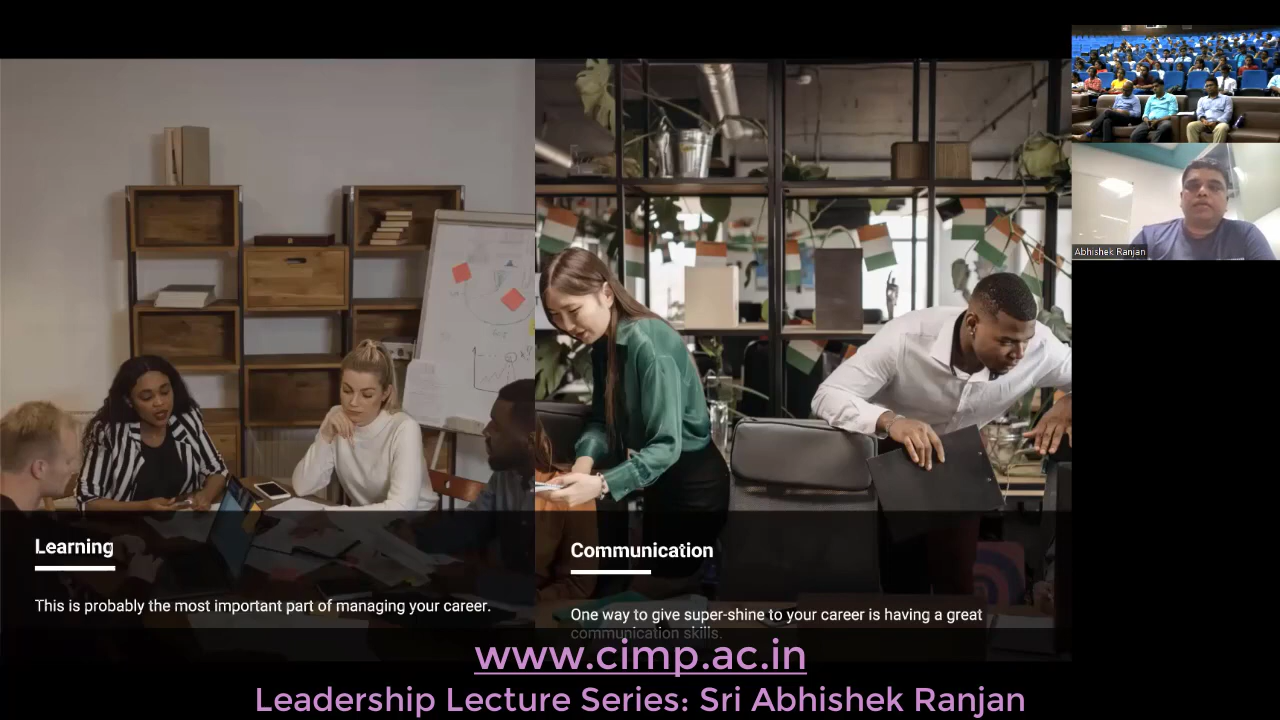 Abhishek Ranjan
Learning
This is probably the most important part of managing your career.
Communication
One way to give super-shine to your career is having a great
communication skills.
www.cimp.ac.in
Leadership Lecture Series: Sri Abhishek Ranjan